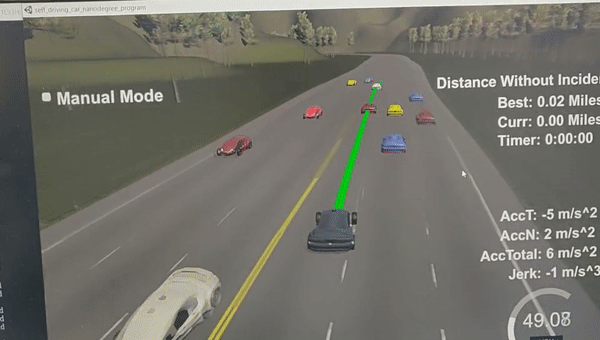 self_driving_car_nanodegree_program
Manual Mode
Distance Without Incide
Best: 0.02 Miles
Curr: 0.00 Miles
Timer: 0:00:00
AccT: -5 m/s^2
AccN: 2 m/s^2
AccTotal: 6 m/s^2
Jerk: -1 m/s^3
49.08